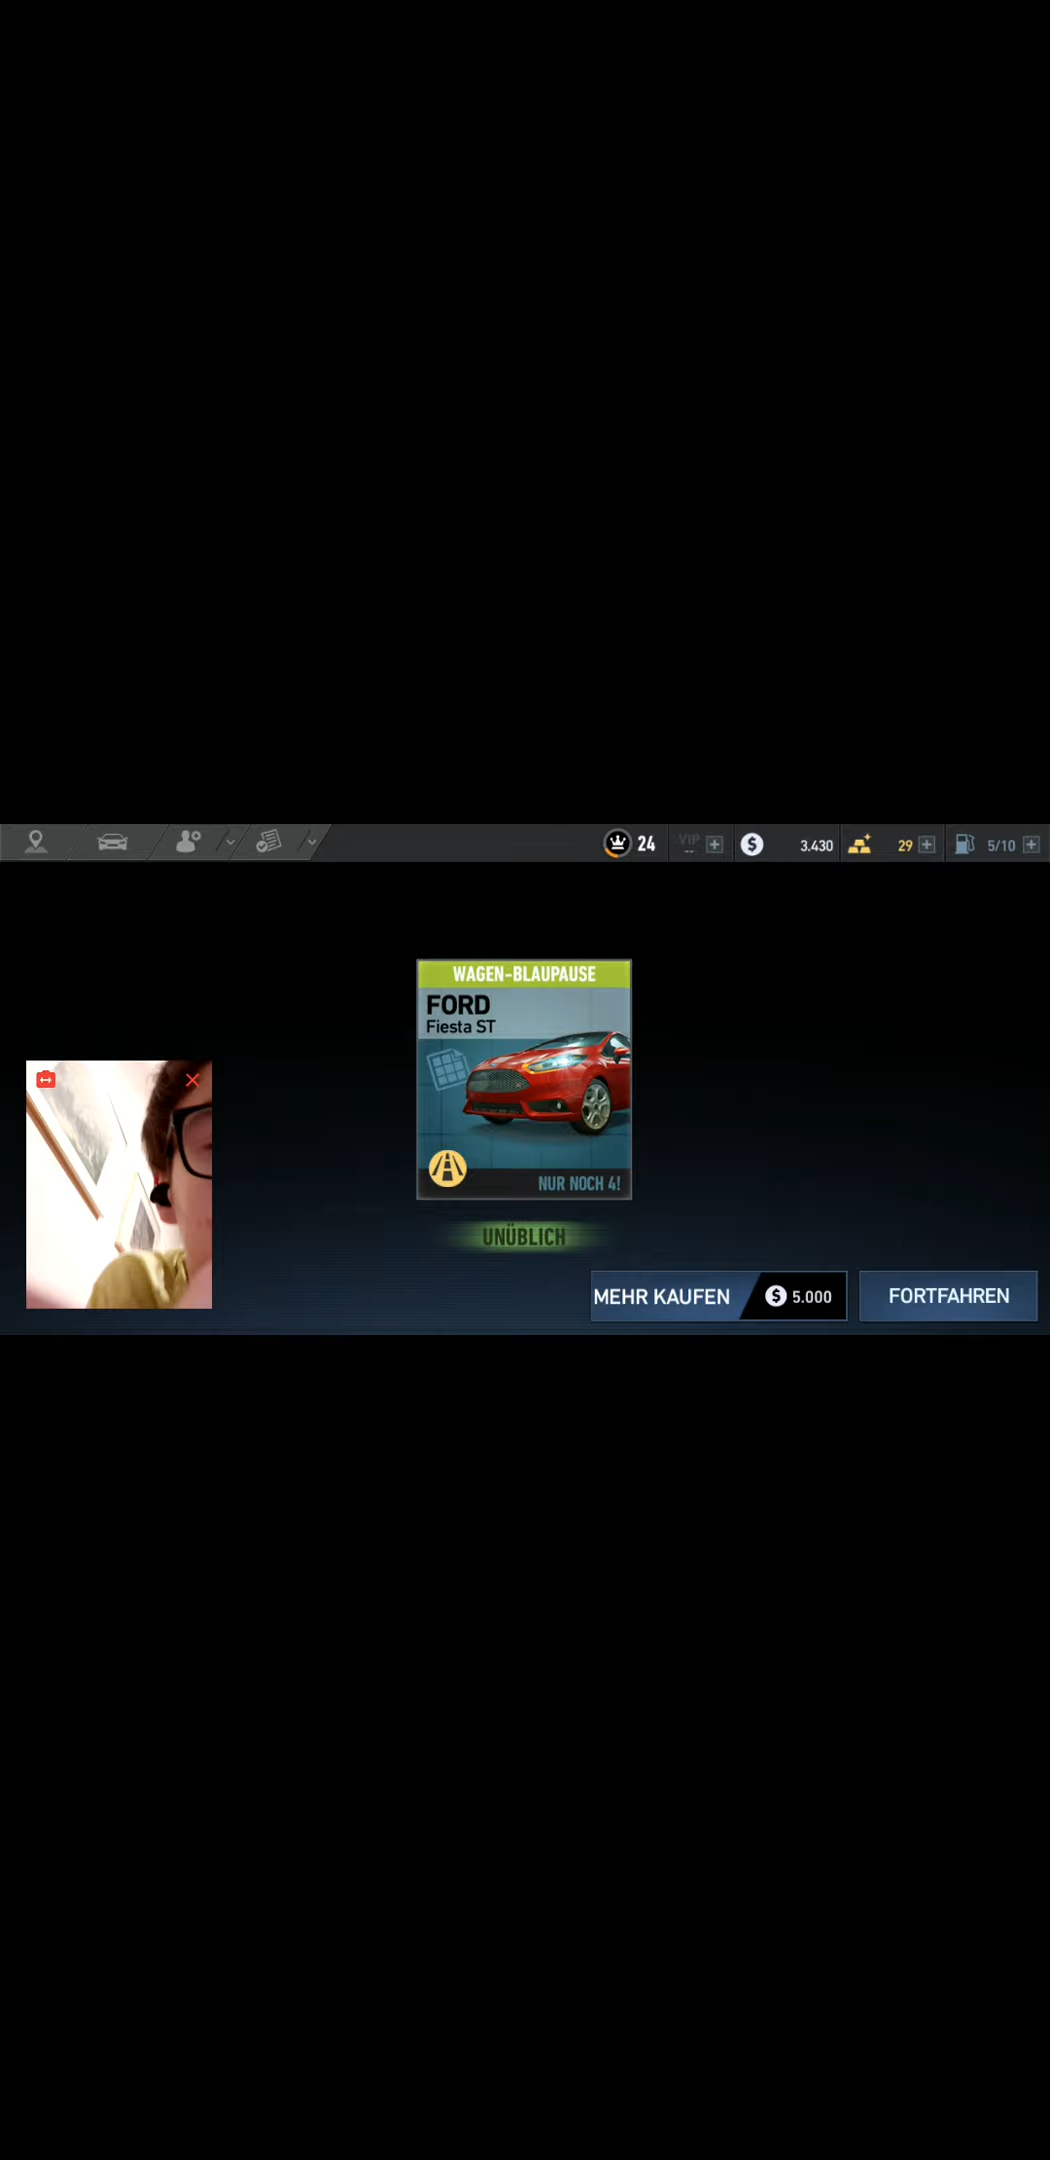 24
VIP
3.430
29
5/10
WAGEN-BLAUPAUSE
FORD
Fiesta ST
NUR NOCH 4!
UNÜBLICH
MEHR KAUFEN
5.000
FORTFAHREN